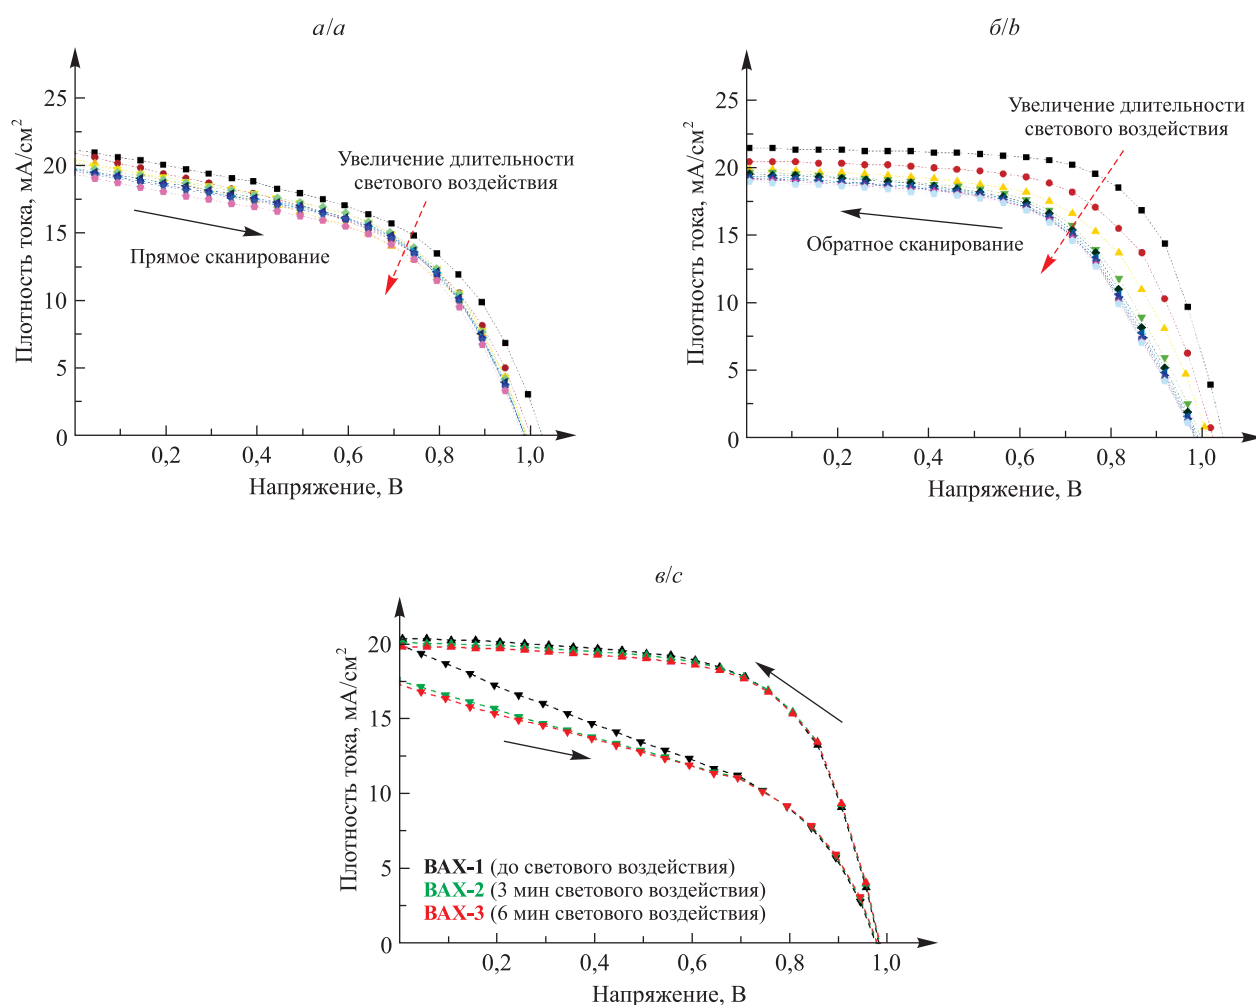 а/a
25
20
15
10
5
0
0,2
0,4
0,6
0,8
1,0
Плотность тока, мА/см²
Напряжение, В
Увеличение длительности
светового воздействия
Прямое сканирование
б/b
25
20
15
10
5
0
0,2
0,4
0,6
0,8
1,0
Плотность тока, мА/см²
Напряжение, В
Увеличение длительности
светового воздействия
Обратное сканирование
в/c
20
15
10
5
0
0,2
0,4
0,6
0,8
1,0
Плотность тока, мА/см²
Напряжение, В
ВАХ-1 (до светового воздействия)
ВАХ-2 (3 мин светового воздействия)
ВАХ-3 (6 мин светового воздействия)